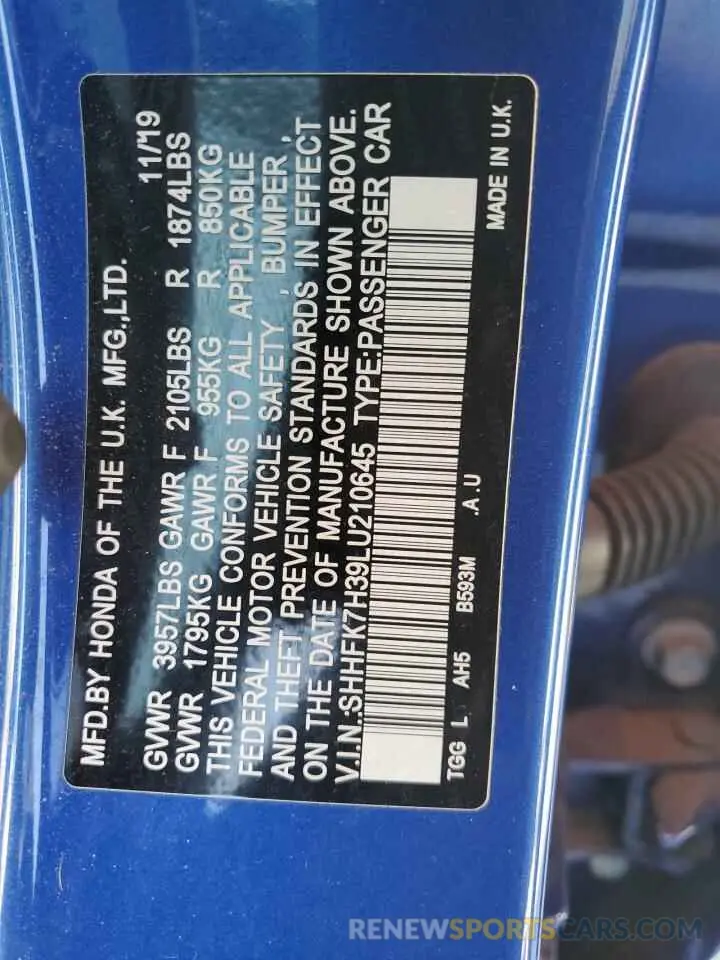 MFD.BY HONDA OF THE U.K. MFG.,LTD. 11/19
GVWR 3957LBS GAWR F 2105LBS R 1874LBS
GVWR 1795KG GAWR F 955KG R 850KG
THIS VEHICLE CONFORMS TO ALL APPLICABLE
FEDERAL MOTOR VEHICLE SAFETY , BUMPER ,
AND THEFT PREVENTION STANDARDS IN EFFECT
ON THE DATE OF MANUFACTURE SHOWN ABOVE.
V.I.N.:SHHFK7H39LU210645 TYPE:PASSENGER CAR
TGG L AH5 B593M .A.U MADE IN U.K.
RENEWSPORTSCARS.COM